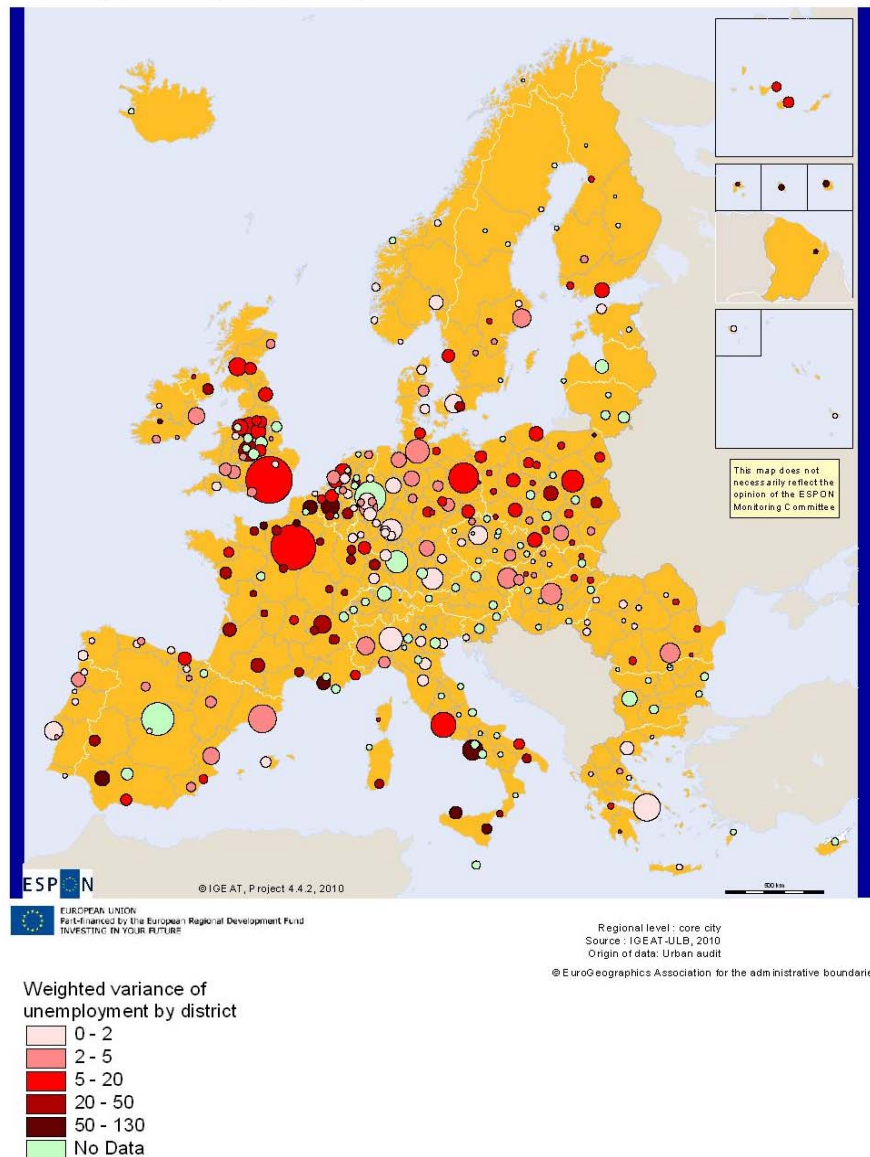 This map does not
necessarily reflect the
opinion of the ESPON
Monitoring Committee
ESPON
© IGEAT, Project 4.4.2, 2010
500 km
EUROPEAN UNION
Part-financed by the European Regional Development Fund
INVESTING IN YOUR FUTURE
Regional level : core city
Source : IGEAT-ULB, 2010
Origin of data: Urban audit
© EuroGeographics Association for the administrative boundarie
Weighted variance of
unemployment by district
0 - 2
2 - 5
5 - 20
20 - 50
50 - 130
No Data